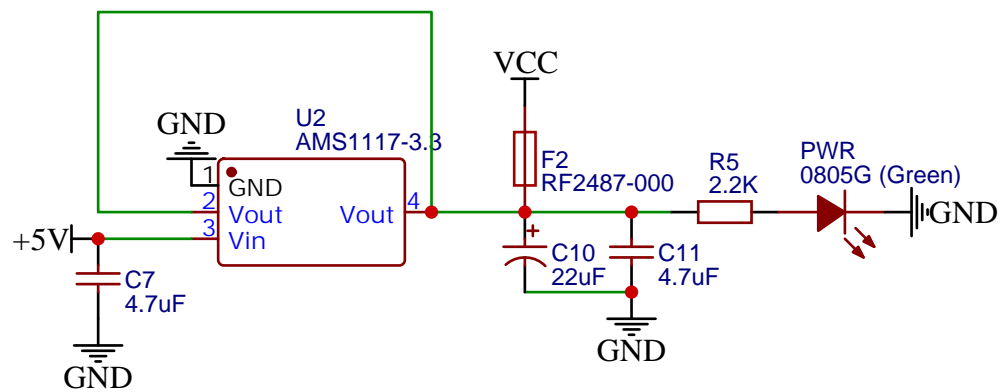 VCC
U2
AMS1117-3.3
GND
1
GND
2
Vout
Vout
4
3
Vin
+5V
C7
4.7uF
GND
F2
RF2487-000
R5
2.2K
PWR
0805G (Green)
GND
+
C10
22uF
C11
4.7uF
GND